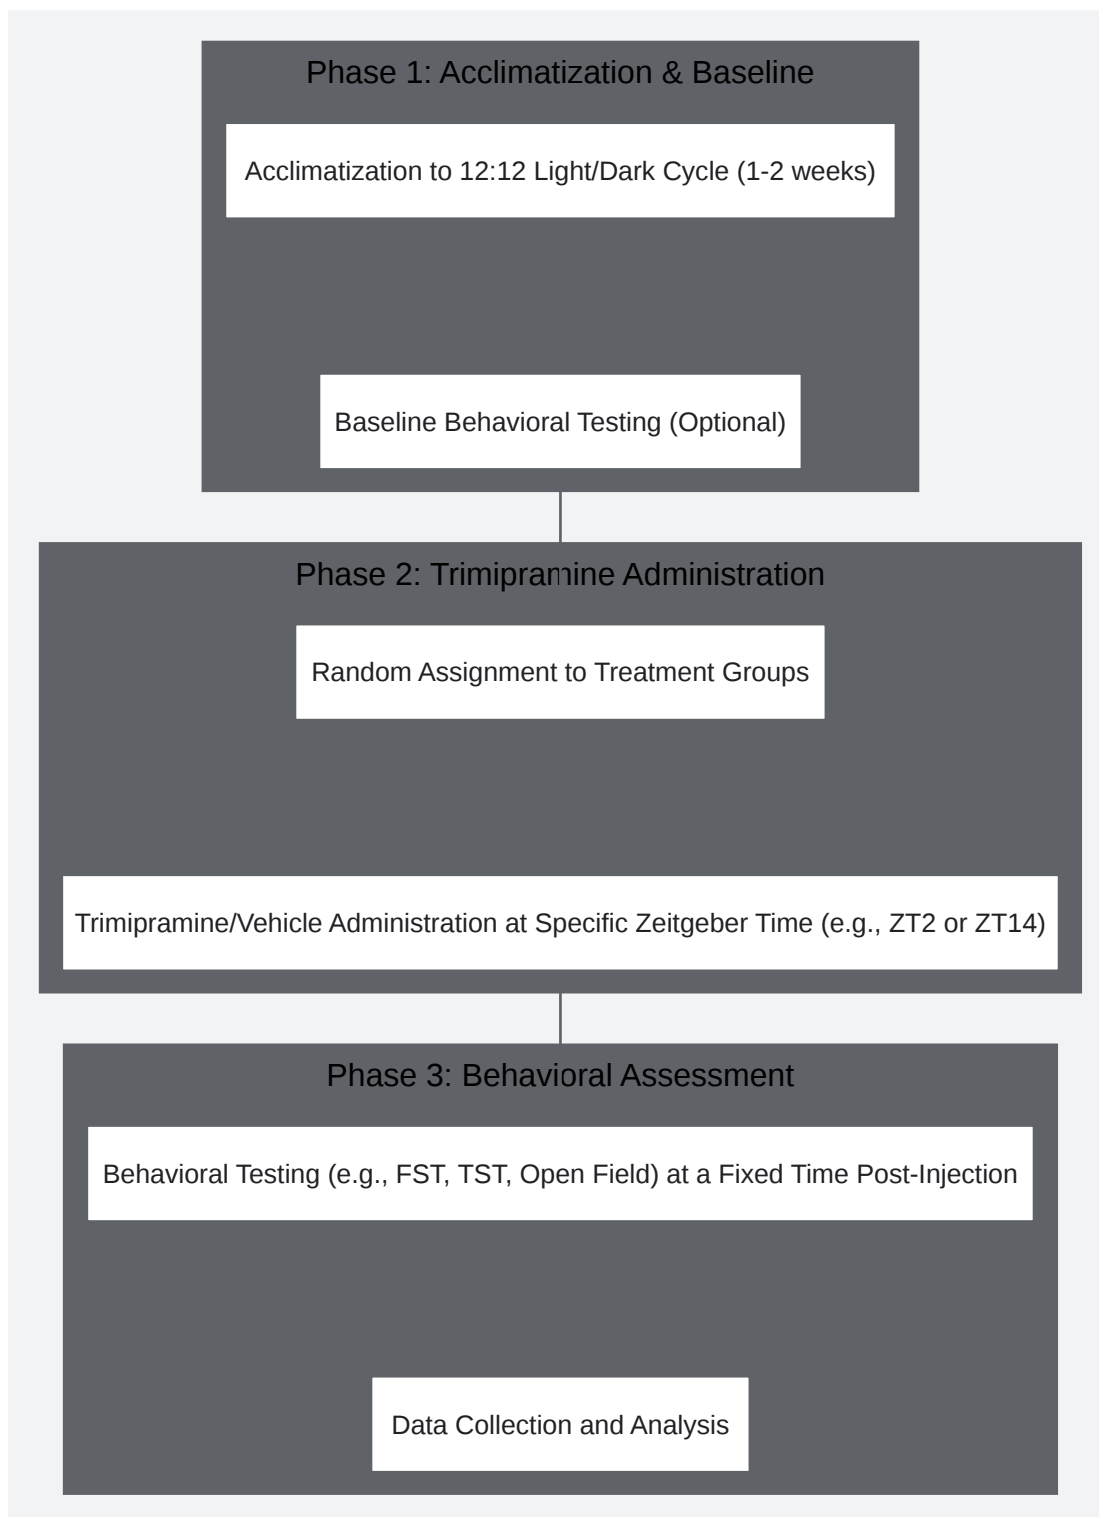 Phase 1: Acclimatization & Baseline
Acclimatization to 12:12 Light/Dark Cycle (1-2 weeks)
Baseline Behavioral Testing (Optional)
Phase 2: Trimipramine Administration
Random Assignment to Treatment Groups
Trimipramine/Vehicle Administration at Specific Zeitgeber Time (e.g., ZT2 or ZT14)
Phase 3: Behavioral Assessment
Behavioral Testing (e.g., FST, TST, Open Field) at a Fixed Time Post-Injection
Data Collection and Analysis